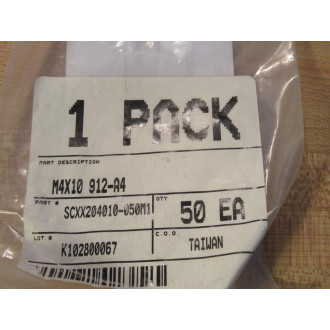 1 PACK
PART DESCRIPTION
M4X10 912-A4
PART # SCXX204010-050M1
QTY 50 EA
LOT # K102800067
C.O.O. TAIWAN